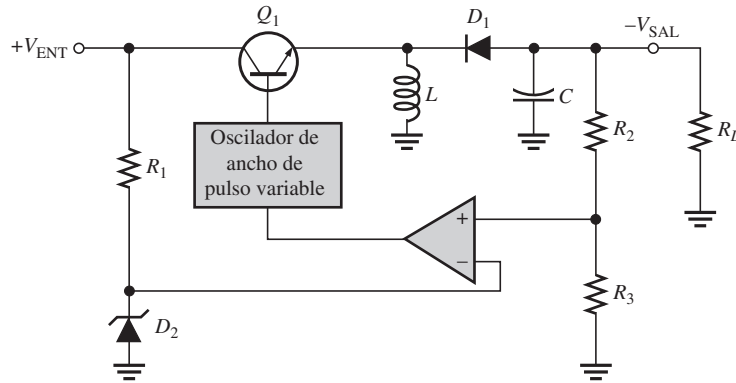 Q1
D1
+VENT
−VSAL
L
C
R2
RL
R1
Oscilador de
ancho de
pulso variable
+
−
R3
D2